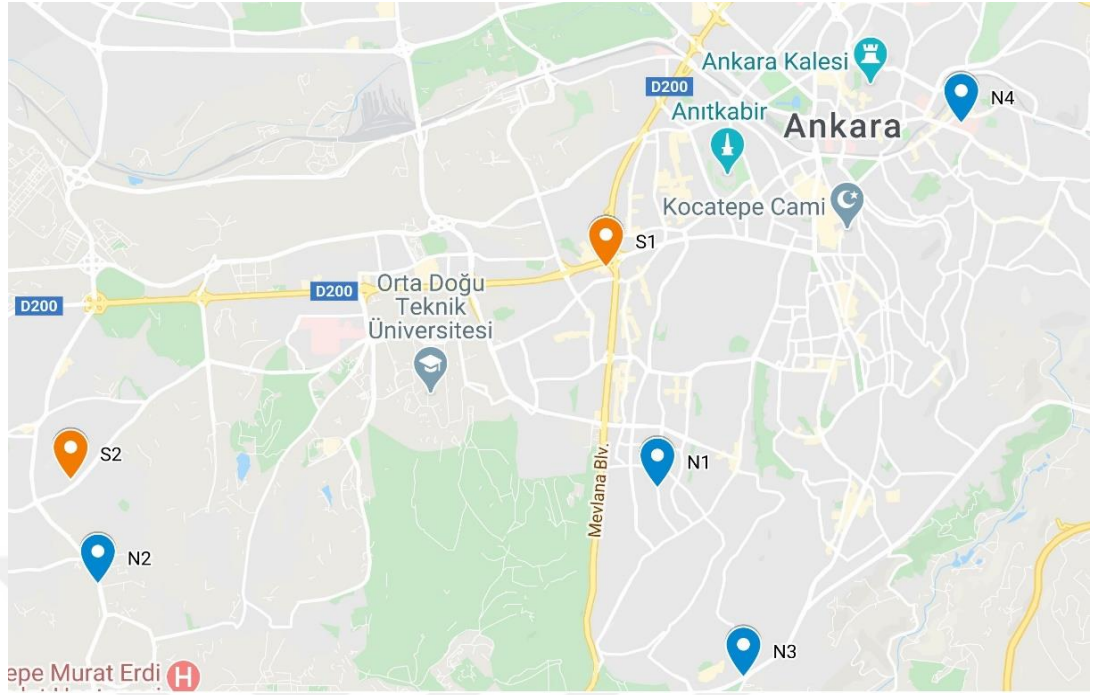 Ankara Kalesi
D200
N4
Anıtkabir
Ankara
Kocatepe Cami
S1
Orta Doğu
Teknik
Üniversitesi
D200
D200
S2
N1
Mevlana Blv.
N2
N3
epe Murat Erdi
H